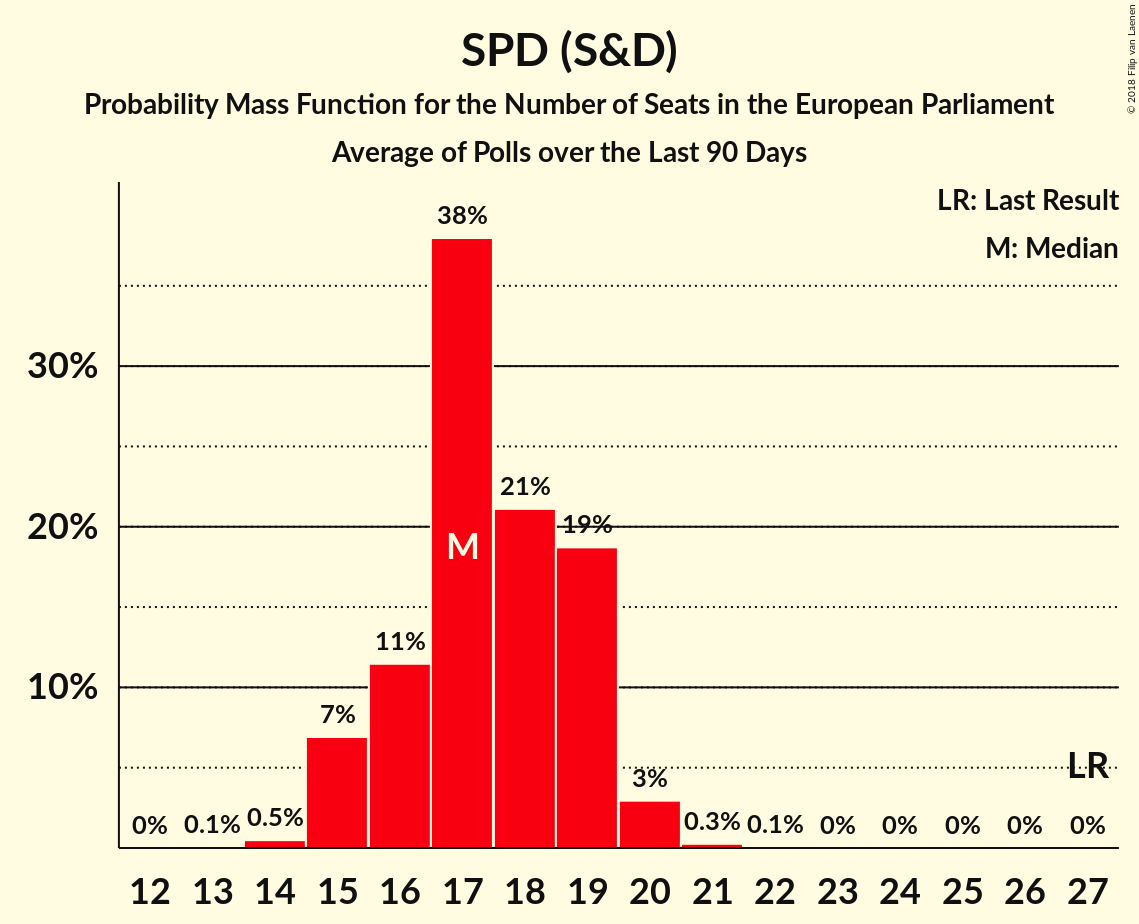 SPD (S&D)
Probability Mass Function for the Number of Seats in the European Parliament
Average of Polls over the Last 90 Days
© 2018 Filip van Laenen
LR: Last Result
M: Median
38%
30%
21%
20%
19%
M
11%
10%
7%
LR
3%
0% 0.1% 0.5% 0.3% 0.1% 0% 0% 0% 0% 0%
12 13 14 15 16 17 18 19 20 21 22 23 24 25 26 27